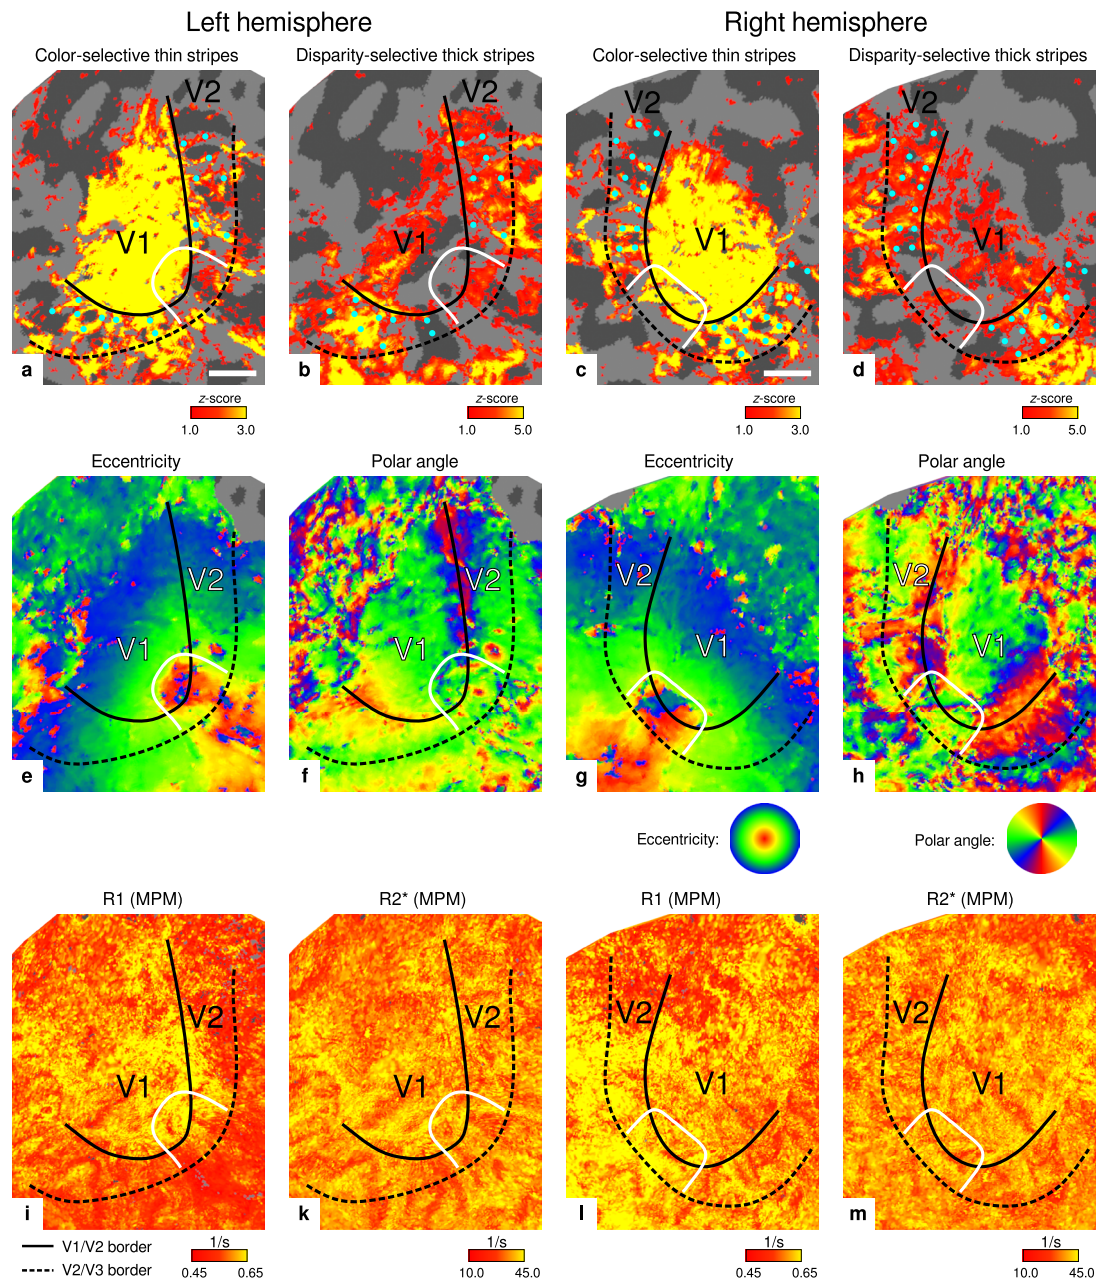 Left hemisphere
Right hemisphere
Color-selective thin stripes
Disparity-selective thick stripes
Color-selective thin stripes
Disparity-selective thick stripes
V2
V2
V2
V2
V1
V1
V1
V1
a
b
c
d
z-score
z-score
z-score
z-score
1.0 3.0
1.0 5.0
1.0 3.0
1.0 5.0
Eccentricity
Polar angle
Eccentricity
Polar angle
V2
V2
V2
V2
V1
V1
V1
V1
e
f
g
h
Eccentricity:
Polar angle:
R1 (MPM)
R2* (MPM)
R1 (MPM)
R2* (MPM)
V2
V2
V2
V2
V1
V1
V1
V1
i
k
l
m
V1/V2 border
V2/V3 border
1/s
1/s
1/s
1/s
0.45 0.65
10.0 45.0
0.45 0.65
10.0 45.0